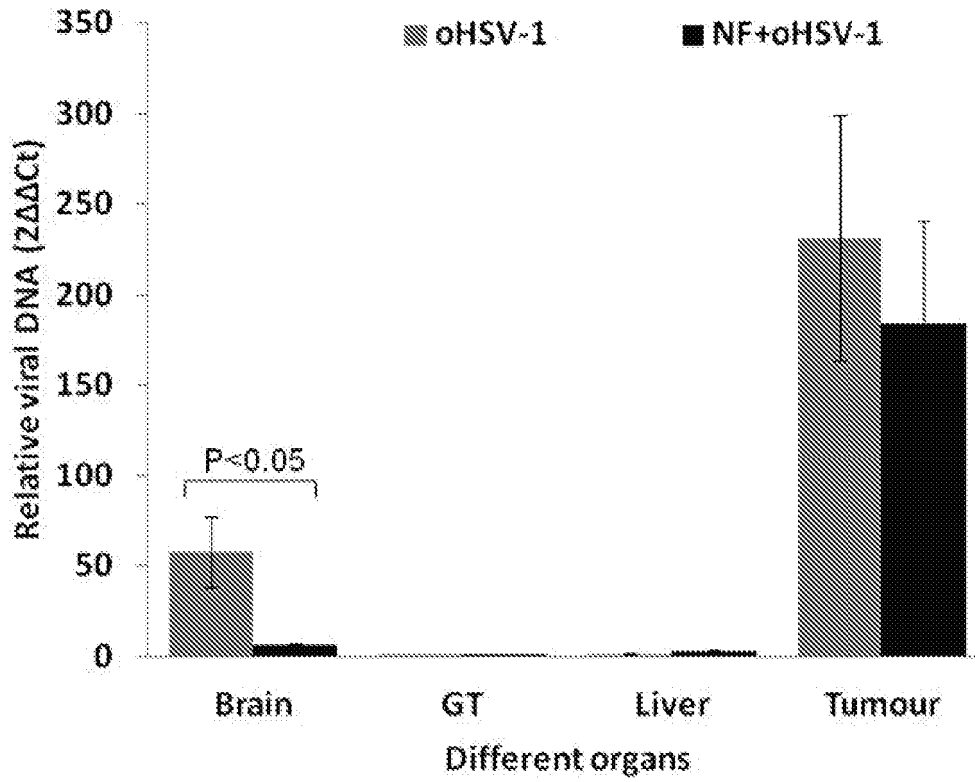 350
300
250
200
150
100
50
0
Relative viral DNA (2ΔΔCt)
oHSV-1 NF+oHSV-1
P<0.05
Brain GT Liver Tumour
Different organs